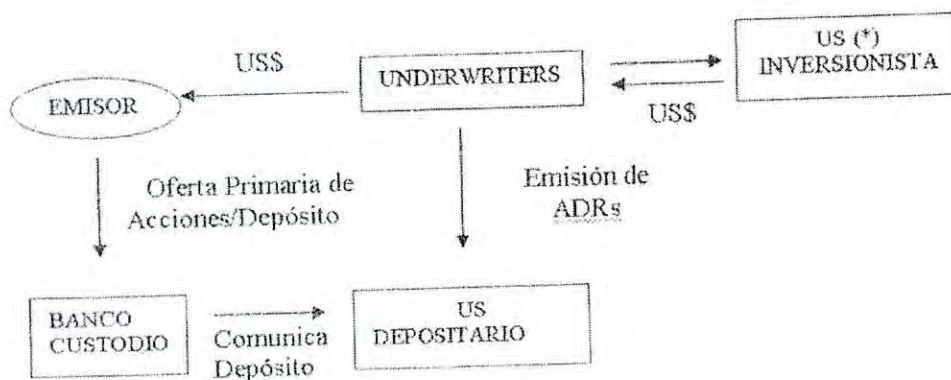 US$
UNDERWRITERS
US (*)
INVERSIONISTA
EMISOR
US$
Oferta Primaria de
Acciones/Depósito
Emisión de
ADRs
BANCO
CUSTODIO
Comunica
Depósito
US
DEPOSITARIO